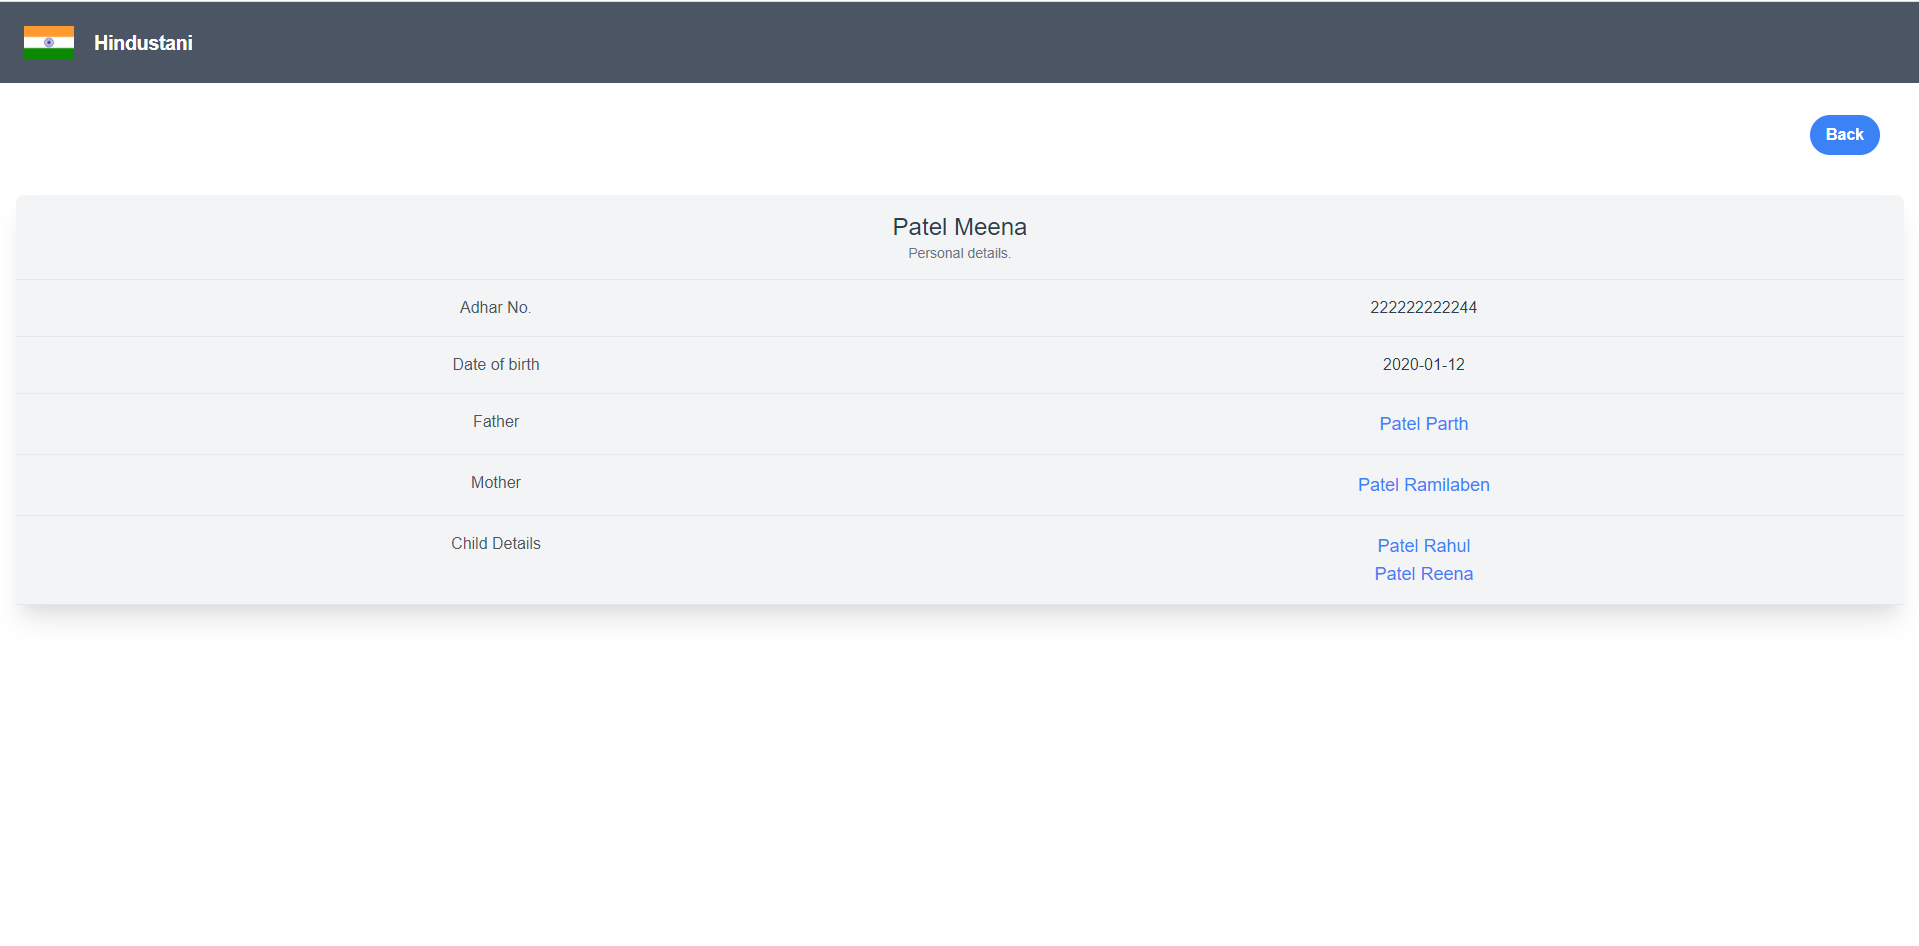 Hindustani
Back
Patel Meena
Personal details.
Adhar No. 222222222244
Date of birth 2020-01-12
Father Patel Parth
Mother Patel Ramilaben
Child Details Patel Rahul
Patel Reena